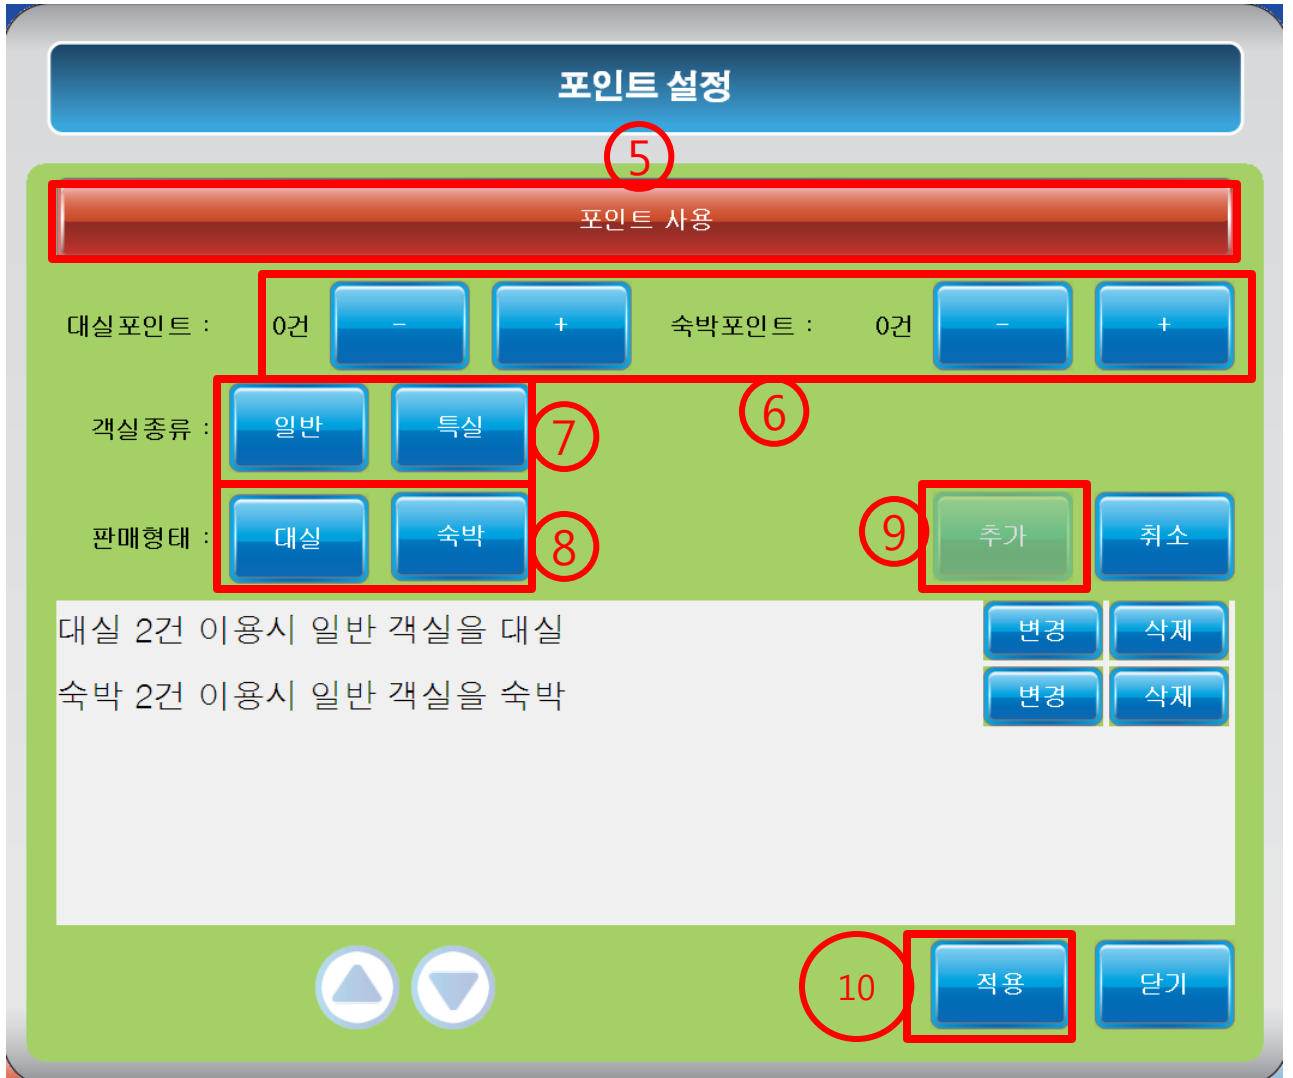 포인트 설정
5
포인트 사용
대실포인트 : 0건 - + 숙박포인트 : 0건 - +
6
객실종류 : 일반 특실 7
판매형태 : 대실 숙박 8 9 추가 취소
대실 2건 이용시 일반 객실을 대실 변경 삭제
숙박 2건 이용시 일반 객실을 숙박 변경 삭제
10 적용 닫기